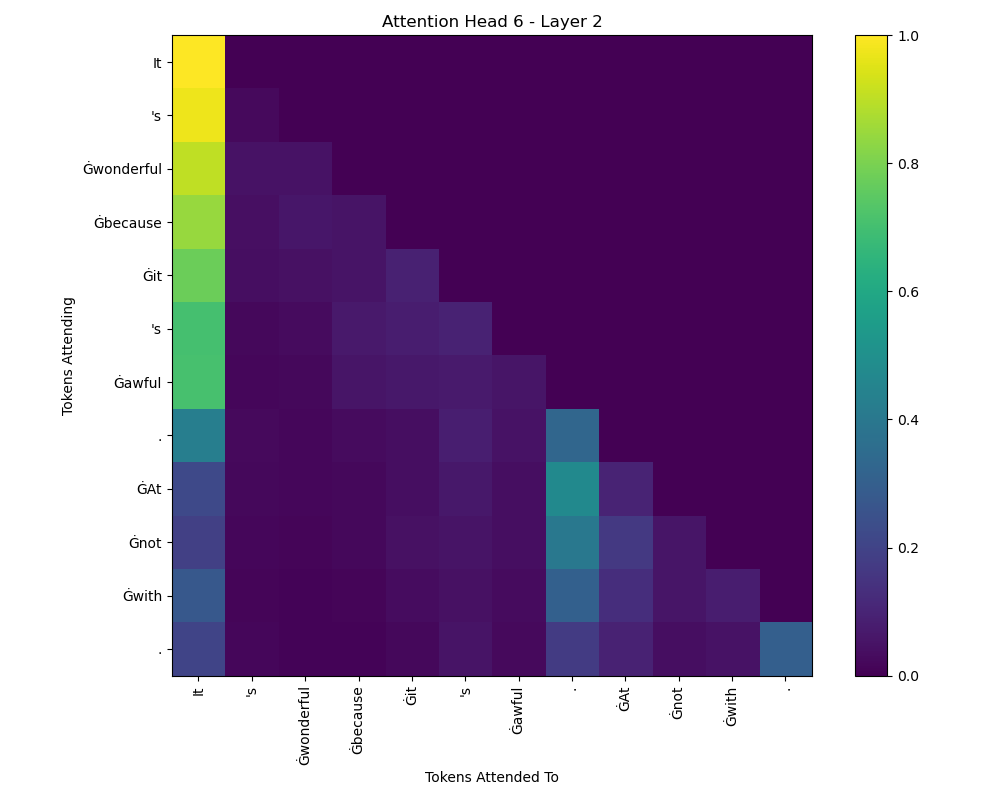 Attention Head 6 - Layer 2
It
's
Ġwonderful
Ġbecause
Ġit
's
Ġawful
.
ĠAt
Ġnot
Ġwith
.
Tokens Attending
It
's
Ġwonderful
Ġbecause
Ġit
's
Ġawful
.
ĠAt
Ġnot
Ġwith
.
Tokens Attended To
1.0
0.8
0.6
0.4
0.2
0.0